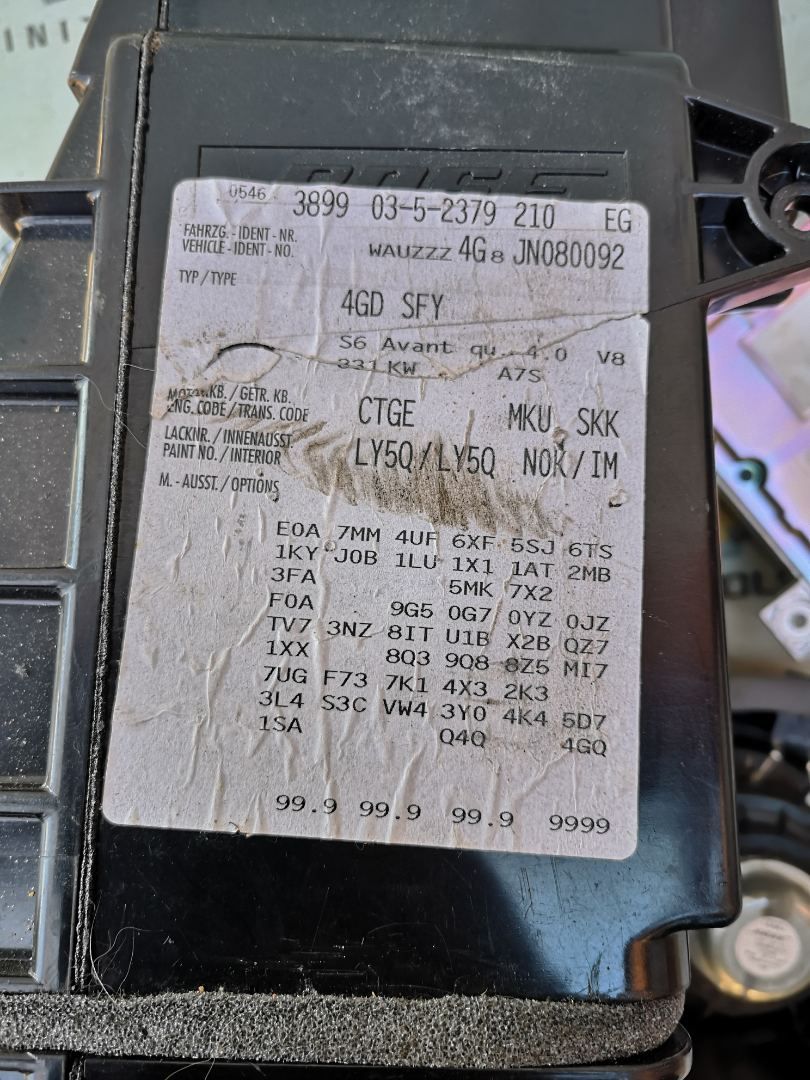 0546 3899 03-5-2379 210 EG
FAHRZG.-IDENT-NR.
VEHICLE-IDENT-NO. WAUZZZ 4G8 JN080092
TYP/TYPE
4GD SFY
S6 Avant qu. 4.0 V8
331 KW A7S
MOT.KB./GETR.KB.
ENG.CODE/TRANS.CODE CTGE MKU SKK
LACKNR./INNENAUSST.
PAINT NO./INTERIOR LY5Q/LY5Q N0K/IM
M.-AUSST./OPTIONS
E0A 7MM 4UF 6XF 5SJ 6TS
1KY J0B 1LU 1X1 1AT 2MB
3FA 5MK 7X2
F0A 9G5 0G7 0YZ 0JZ
TV7 3NZ 8IT U1B X2B QZ7
1XX 8Q3 9Q8 8Z5 MI7
7UG F73 7K1 4X3 2K3
3L4 S3C VW4 3Y0 4K4 5D7
1SA Q4Q 4GQ
99.9 99.9 99.9 9999